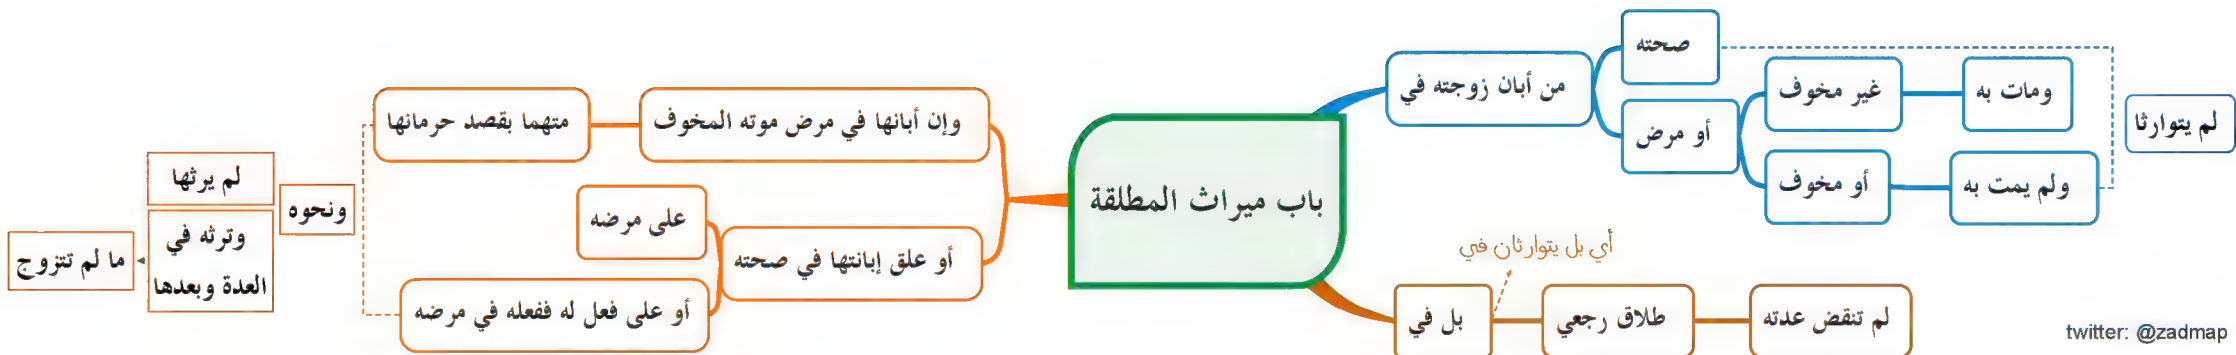 باب ميراث المطلقة
من أبان زوجته في
صحته
أو مرض
غير مخوف
ومات به
أو مخوف
ولم يمت به
لم يتوارثا
بل في
أي بل يتوارثان في
طلاق رجعي
لم تنقض عدته
وإن أبانها في مرض موته المخوف
متهما بقصد حرمانها
أو علق إبانتها في صحته
على مرضه
أو على فعل له ففعله في مرضه
ونحوه
لم يرثها
وترثه في
العدة وبعدها
ما لم تتزوج
twitter: @zadmap